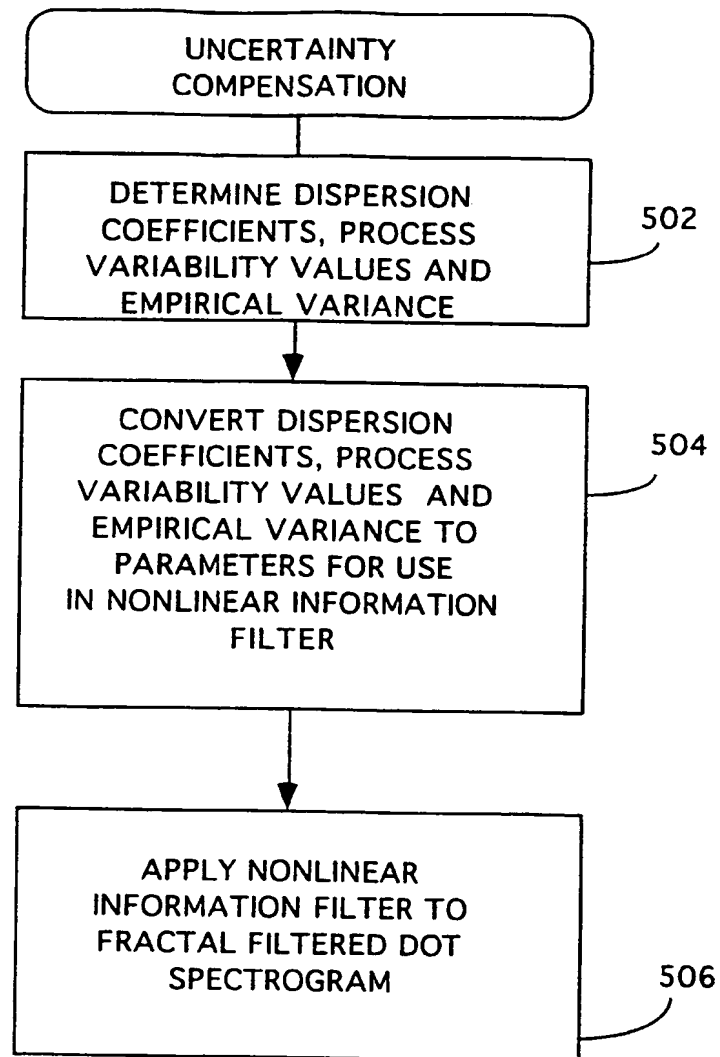 UNCERTAINTY
COMPENSATION
DETERMINE DISPERSION
COEFFICIENTS, PROCESS
VARIABILITY VALUES AND
EMPIRICAL VARIANCE
502
CONVERT DISPERSION
COEFFICIENTS, PROCESS
VARIABILITY VALUES AND
EMPIRICAL VARIANCE TO
PARAMETERS FOR USE
IN NONLINEAR INFORMATION
FILTER
504
APPLY NONLINEAR
INFORMATION FILTER TO
FRACTAL FILTERED DOT
SPECTROGRAM
506